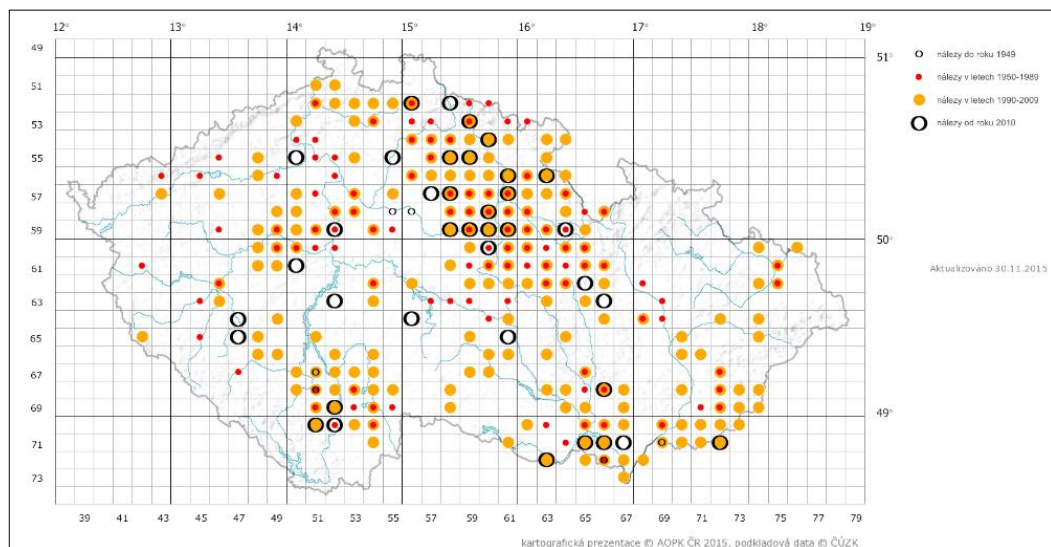 12° 13° 14° 15° 16° 17° 18° 19°
49
51
53
55
57
59
61
63
65
67
69
71
73
51°
50°
49°
nálezy do roku 1949
nálezy v letech 1950-1989
nálezy v letech 1990-2009
nálezy od roku 2010
Aktualizováno 30.11.2015
39 41 43 45 47 49 51 53 55 57 59 61 63 65 67 69 71 73 75 77 79
kartografická prezentace © AOPK ČR 2015, podkladová data © ČÚZK